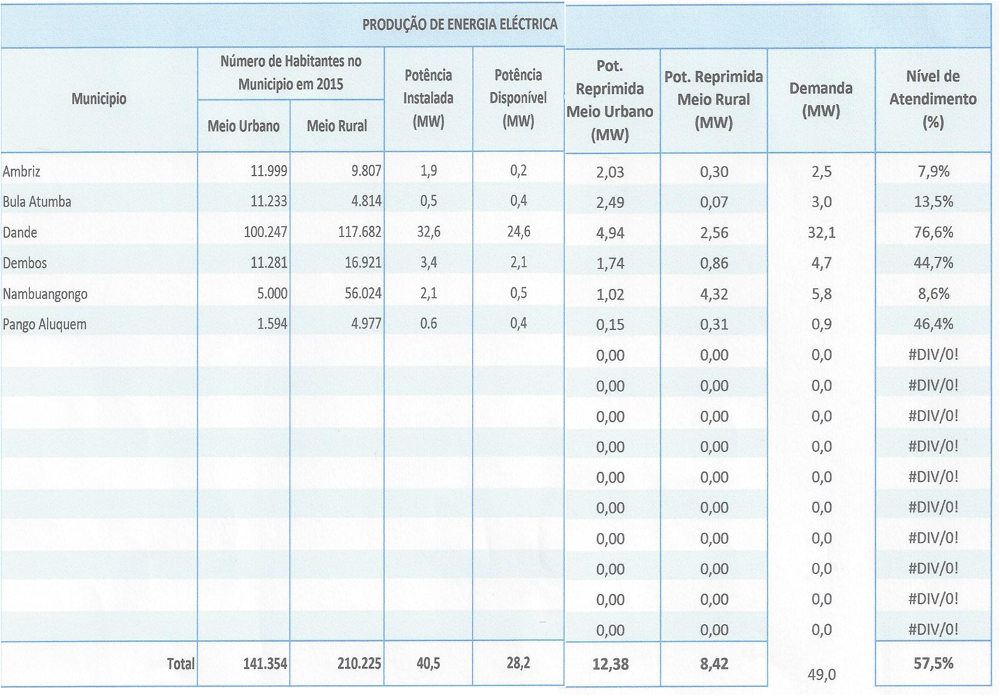 PRODUÇÃO DE ENERGIA ELÉCTRICA
Municipio
Número de Habitantes no
Municipio em 2015
Meio Urbano
Meio Rural
Potência
Instalada
(MW)
Potência
Disponível
(MW)
Pot.
Reprimida
Meio Urbano
(MW)
Pot. Reprimida
Meio Rural
(MW)
Demanda
(MW)
Nível de
Atendimento
(%)
Ambriz 11.999 9.807 1,9 0,2 2,03 0,30 2,5 7,9%
Bula Atumba 11.233 4.814 0,5 0,4 2,49 0,07 3,0 13,5%
Dande 100.247 117.682 32,6 24,6 4,94 2,56 32,1 76,6%
Dembos 11.281 16.921 3,4 2,1 1,74 0,86 4,7 44,7%
Nambuangongo 5.000 56.024 2,1 0,5 1,02 4,32 5,8 8,6%
Pango Aluquem 1.594 4.977 0.6 0,4 0,15 0,31 0,9 46,4%
0,00 0,00 0,0 #DIV/0!
0,00 0,00 0,0 #DIV/0!
0,00 0,00 0,0 #DIV/0!
0,00 0,00 0,0 #DIV/0!
0,00 0,00 0,0 #DIV/0!
0,00 0,00 0,0 #DIV/0!
0,00 0,00 0,0 #DIV/0!
0,00 0,00 0,0 #DIV/0!
0,00 0,00 0,0 #DIV/0!
0,00 0,00 0,0 #DIV/0!
Total 141.354 210.225 40,5 28,2 12,38 8,42 49,0 57,5%